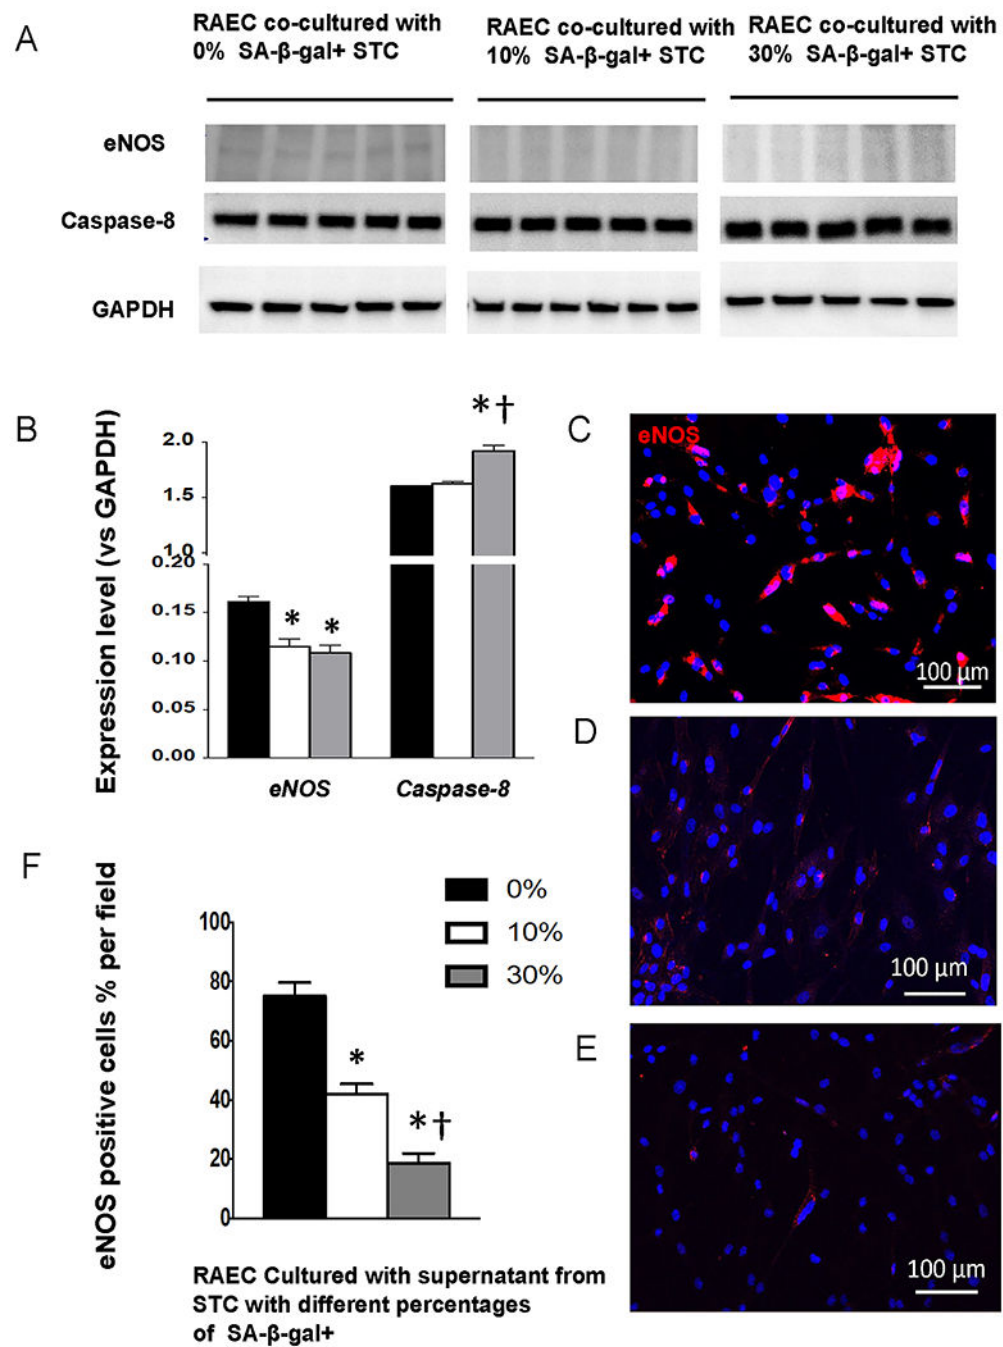 A
RAEC co-cultured with
0% SA-β-gal+ STC
RAEC co-cultured with
10% SA-β-gal+ STC
RAEC co-cultured with
30% SA-β-gal+ STC
eNOS
Caspase-8
GAPDH
B
Expression level (vs GAPDH)
2.0
1.5
1.0
0.20
0.15
0.10
0.05
0.00
*
*
*†
eNOS
Caspase-8
C
eNOS
100 µm
D
100 µm
E
100 µm
F
eNOS positive cells % per field
100
80
60
40
20
0
*
*†
0%
10%
30%
RAEC Cultured with supernatant from
STC with different percentages
of SA-β-gal+